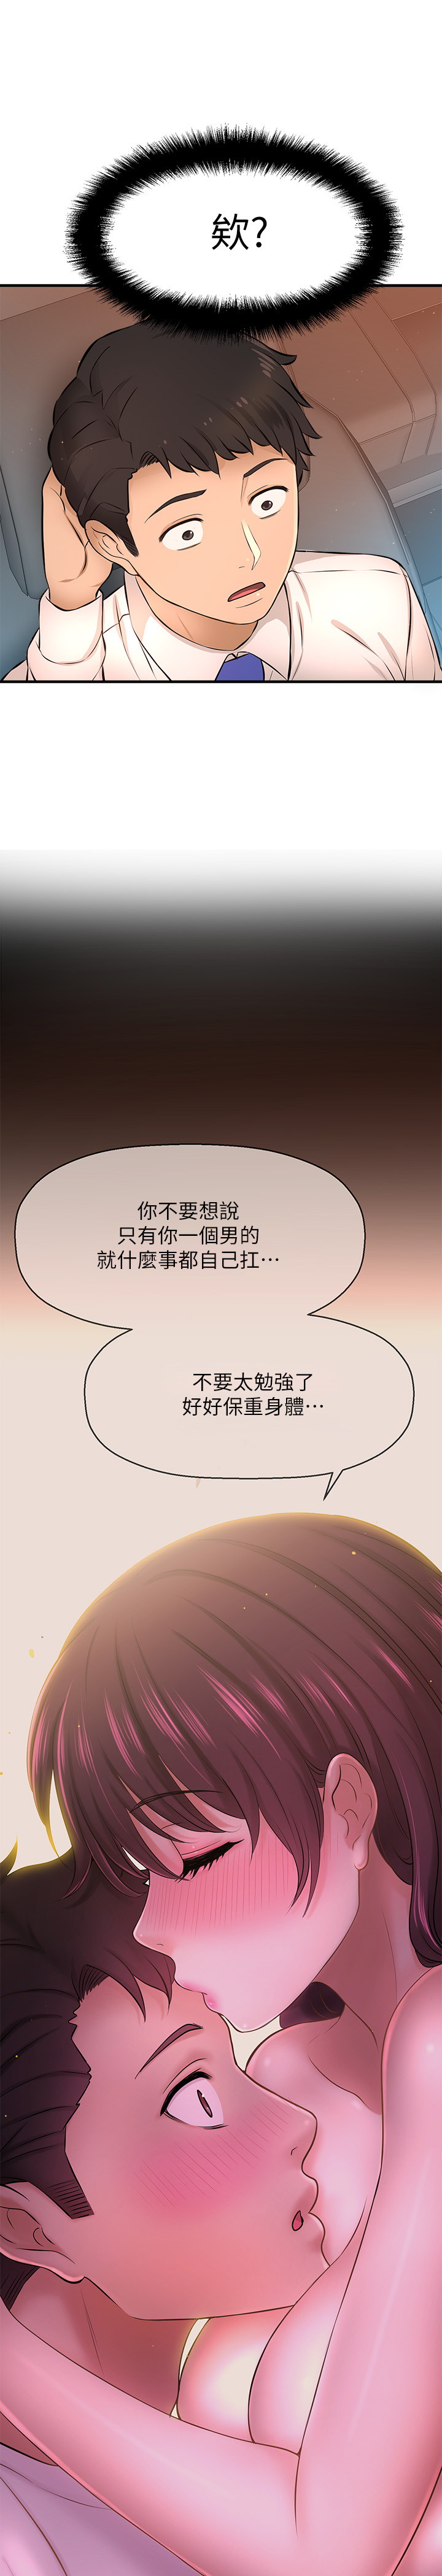 欸?
你不要想說
只有你一個男的
就什麼事都自己扛⋯
不要太勉強了
好好保重身體⋯